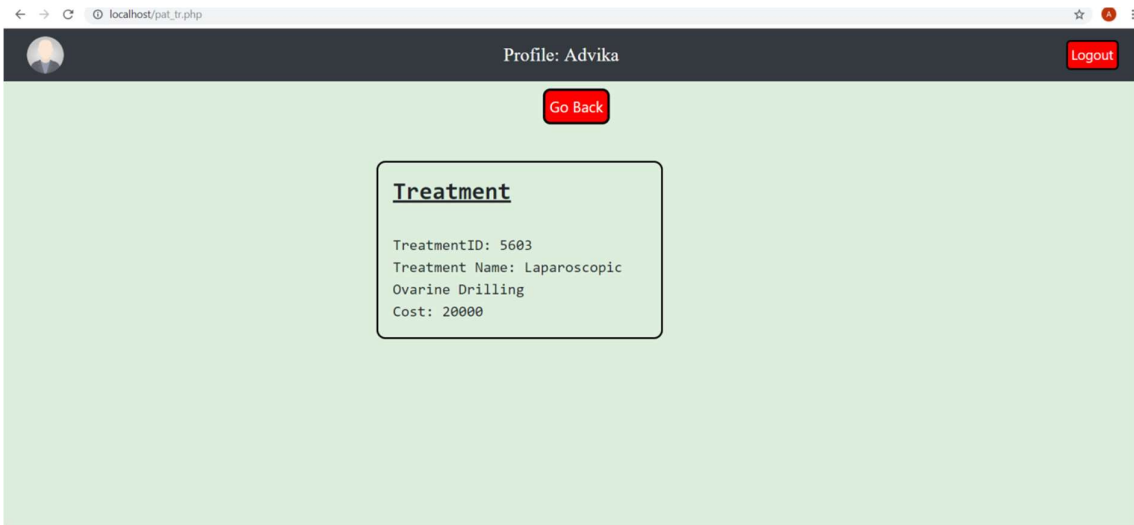 localhost/pat_tr.php
A
Profile: Advika
Logout
Go Back
Treatment
TreatmentID: 5603
Treatment Name: Laparoscopic
Ovarine Drilling
Cost: 20000